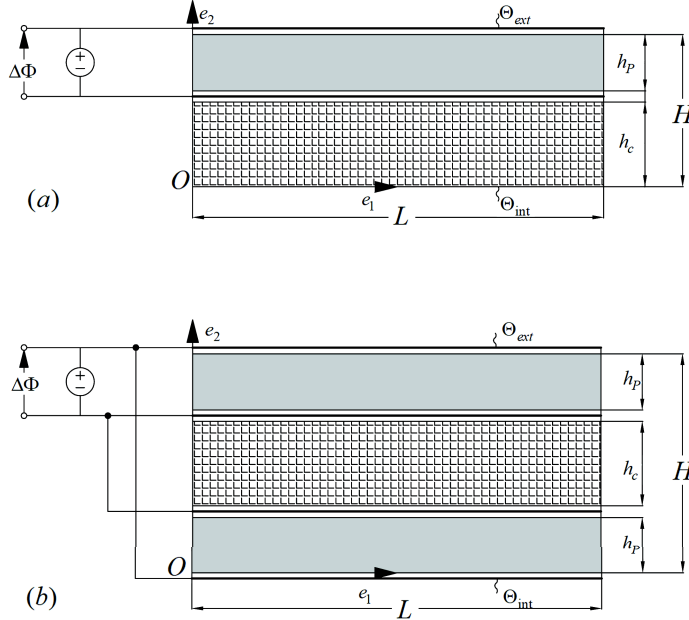 e2
Θext
ΔΦ
+
−
hP
H
hc
O
(a)
e1
Θint
L
e2
Θext
ΔΦ
+
−
hP
hc
H
hP
O
(b)
e1
Θint
L